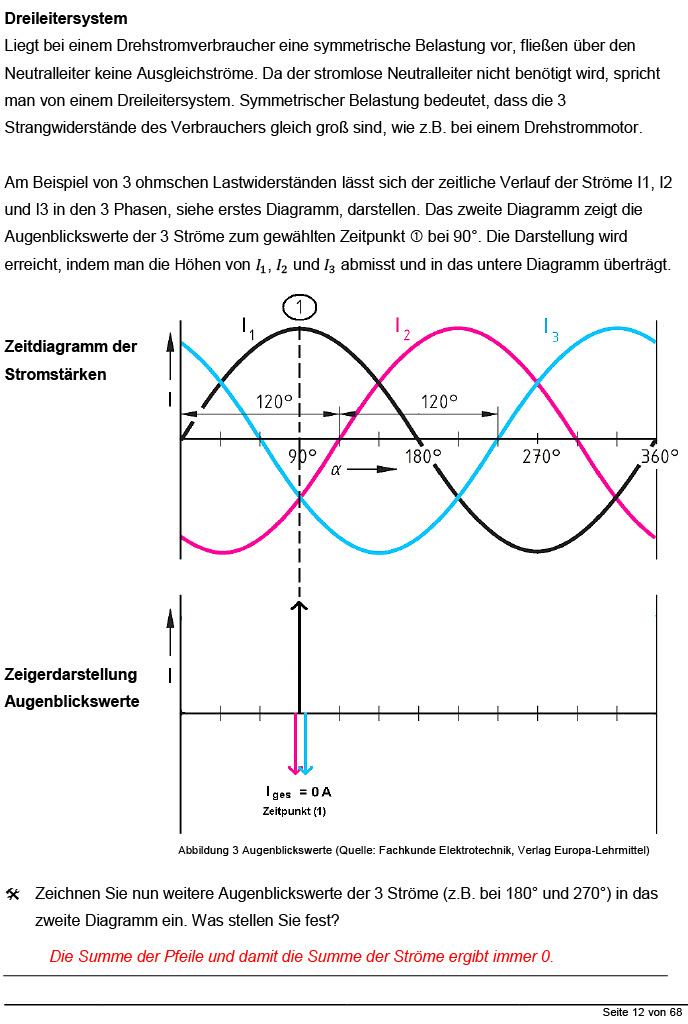 Dreileitersystem
Liegt bei einem Drehstromverbraucher eine symmetrische Belastung vor, fließen über den
Neutralleiter keine Ausgleichströme. Da der stromlose Neutralleiter nicht benötigt wird, spricht
man von einem Dreileitersystem. Symmetrischer Belastung bedeutet, dass die 3
Strangwiderstände des Verbrauchers gleich groß sind, wie z.B. bei einem Drehstrommotor.
Am Beispiel von 3 ohmschen Lastwiderständen lässt sich der zeitliche Verlauf der Ströme I1, I2
und I3 in den 3 Phasen, siehe erstes Diagramm, darstellen. Das zweite Diagramm zeigt die
Augenblickswerte der 3 Ströme zum gewählten Zeitpunkt ① bei 90°. Die Darstellung wird
erreicht, indem man die Höhen von I₁, I₂ und I₃ abmisst und in das untere Diagramm überträgt.
1
I₁ I₂ I₃
Zeitdiagramm der
Stromstärken
I
120° 120°
90° 180° 270° 360°
α
Zeigerdarstellung
Augenblickswerte
I
I ges = 0 A
Zeitpunkt (1)
Abbildung 3 Augenblickswerte (Quelle: Fachkunde Elektrotechnik, Verlag Europa-Lehrmittel)
🛠 Zeichnen Sie nun weitere Augenblickswerte der 3 Ströme (z.B. bei 180° und 270°) in das
zweite Diagramm ein. Was stellen Sie fest?
Die Summe der Pfeile und damit die Summe der Ströme ergibt immer 0.
Seite 12 von 68